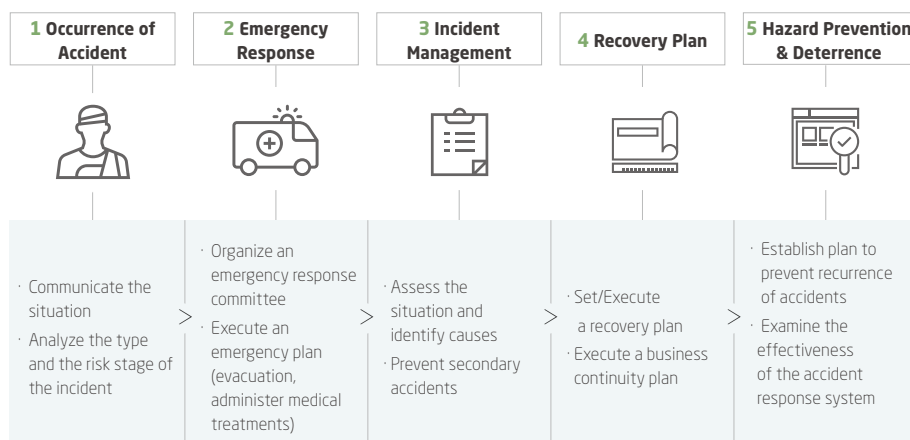 1 Occurrence of
Accident
2 Emergency
Response
3 Incident
Management
4 Recovery Plan
5 Hazard Prevention
& Deterrence
· Communicate the
situation
· Analyze the type
and the risk stage of
the incident
>
· Organize an
emergency response
committee
· Execute an
emergency plan
(evacuation,
administer medical
treatments)
>
· Assess the
situation and
identify causes
· Prevent secondary
accidents
>
· Set/Execute
a recovery plan
· Execute a business
continuity plan
>
· Establish plan to
prevent recurrence
of accidents
· Examine the
effectiveness
of the accident
response system